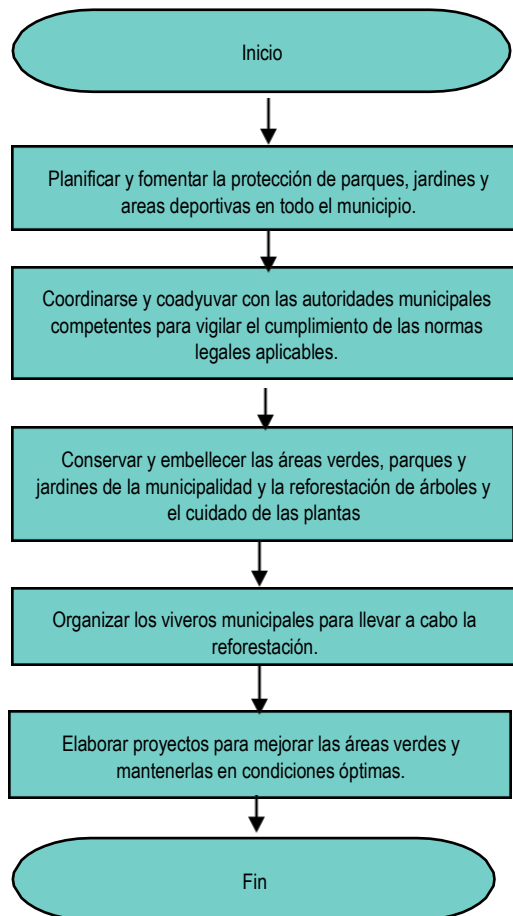 Inicio
Planificar y fomentar la protección de parques, jardines y
areas deportivas en todo el municipio.
Coordinarse y coadyuvar con las autoridades municipales
competentes para vigilar el cumplimiento de las normas
legales aplicables.
Conservar y embellecer las áreas verdes, parques y
jardines de la municipalidad y la reforestación de árboles y
el cuidado de las plantas
Organizar los viveros municipales para llevar a cabo la
reforestación.
Elaborar proyectos para mejorar las áreas verdes y
mantenerlas en condiciones óptimas.
Fin